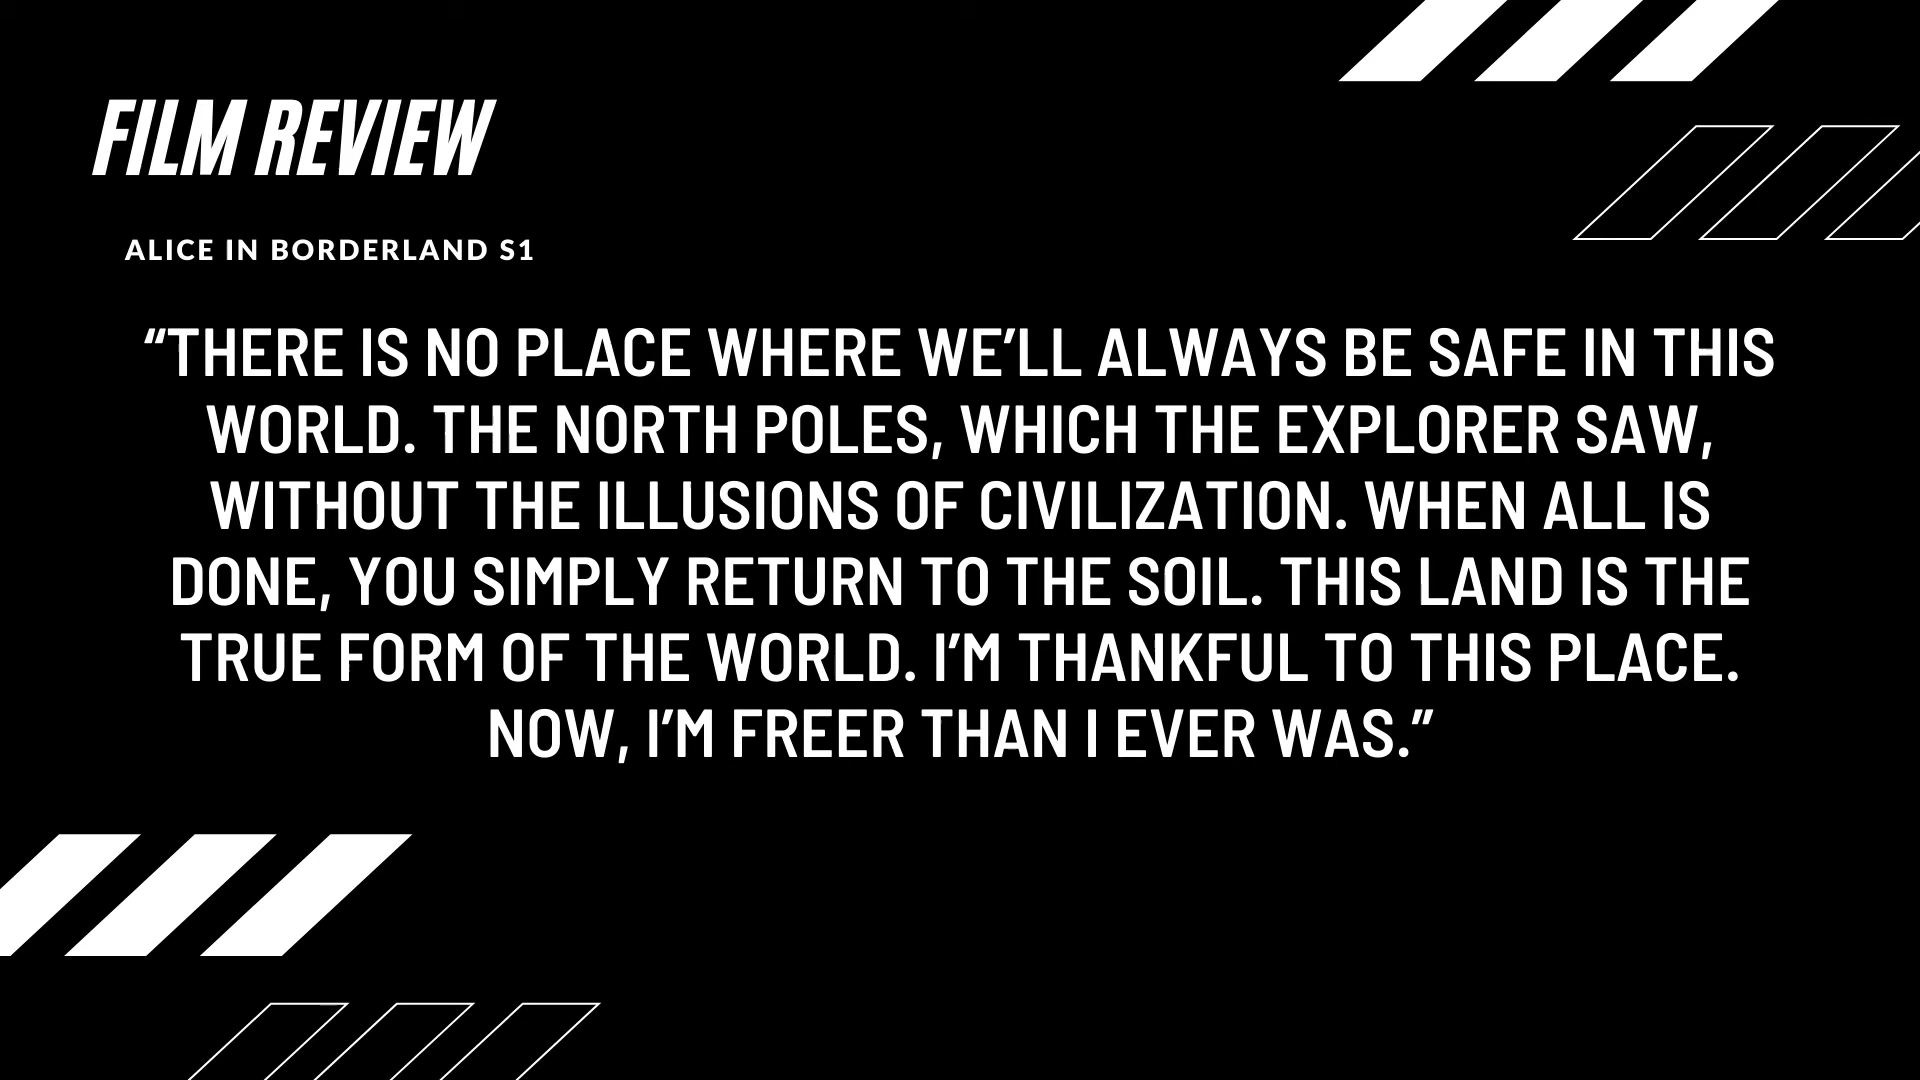 FILM REVIEW
ALICE IN BORDERLAND S1
“THERE IS NO PLACE WHERE WE’LL ALWAYS BE SAFE IN THIS
WORLD. THE NORTH POLES, WHICH THE EXPLORER SAW,
WITHOUT THE ILLUSIONS OF CIVILIZATION. WHEN ALL IS
DONE, YOU SIMPLY RETURN TO THE SOIL. THIS LAND IS THE
TRUE FORM OF THE WORLD. I‘M THANKFUL TO THIS PLACE.
NOW, I’M FREER THAN I EVER WAS.”